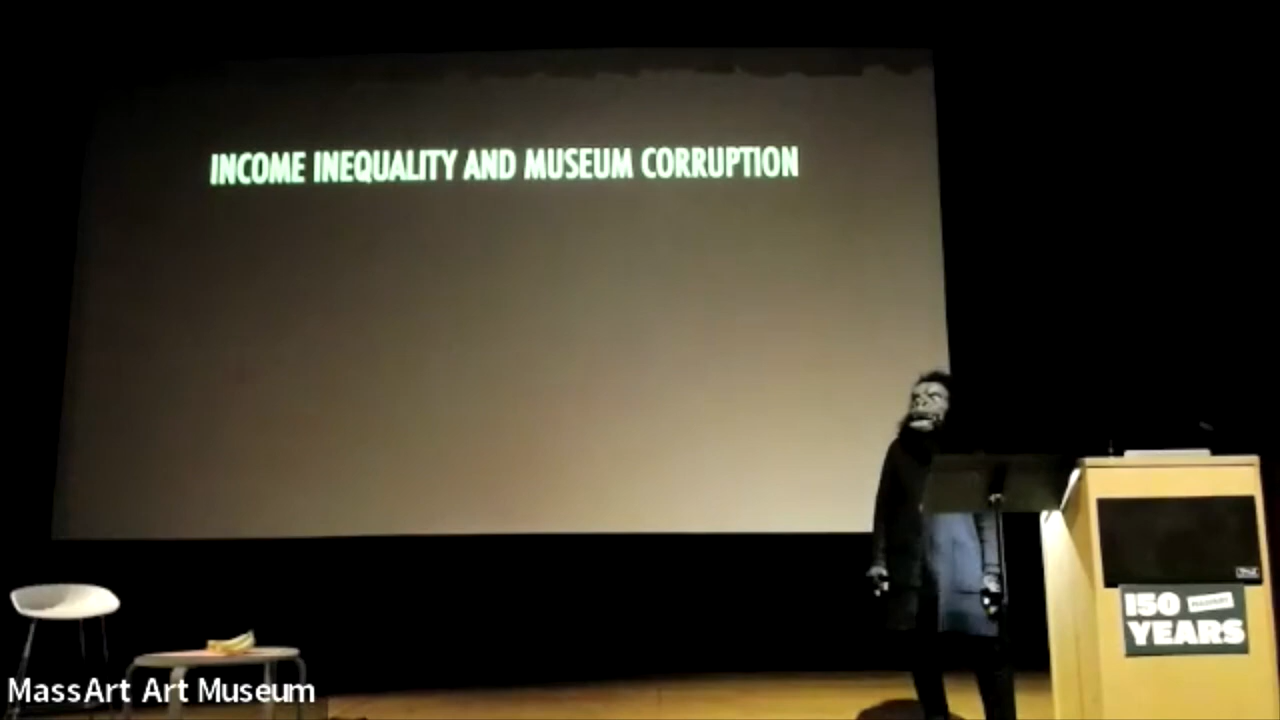 INCOME INEQUALITY AND MUSEUM CORRUPTION
150
YEARS
MassArt Art Museum